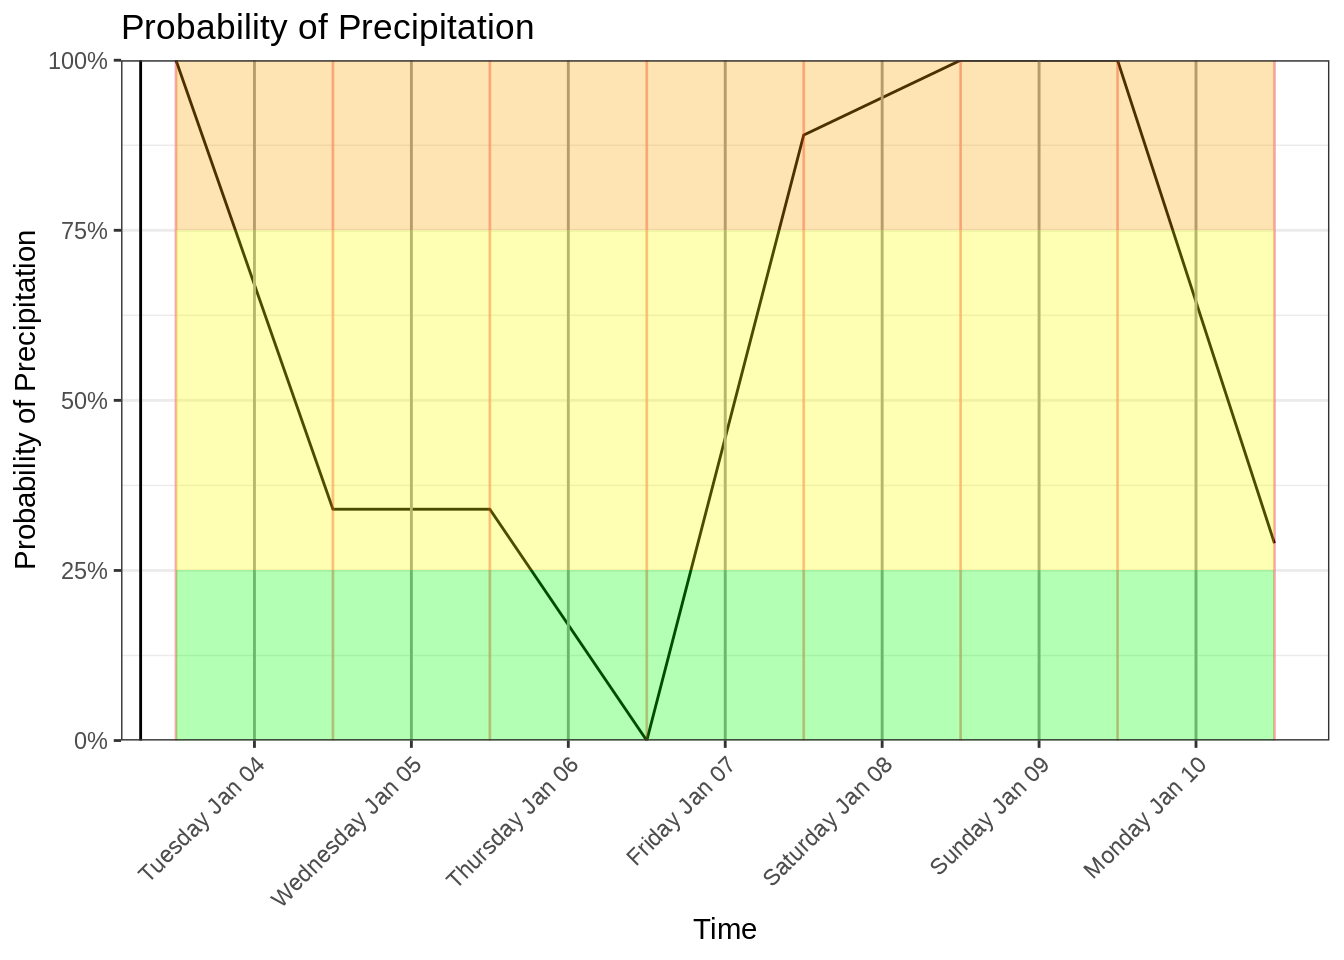 Probability of Precipitation
100%
75%
50%
25%
0%
Probability of Precipitation
Tuesday Jan 04
Wednesday Jan 05
Thursday Jan 06
Friday Jan 07
Saturday Jan 08
Sunday Jan 09
Monday Jan 10
Time